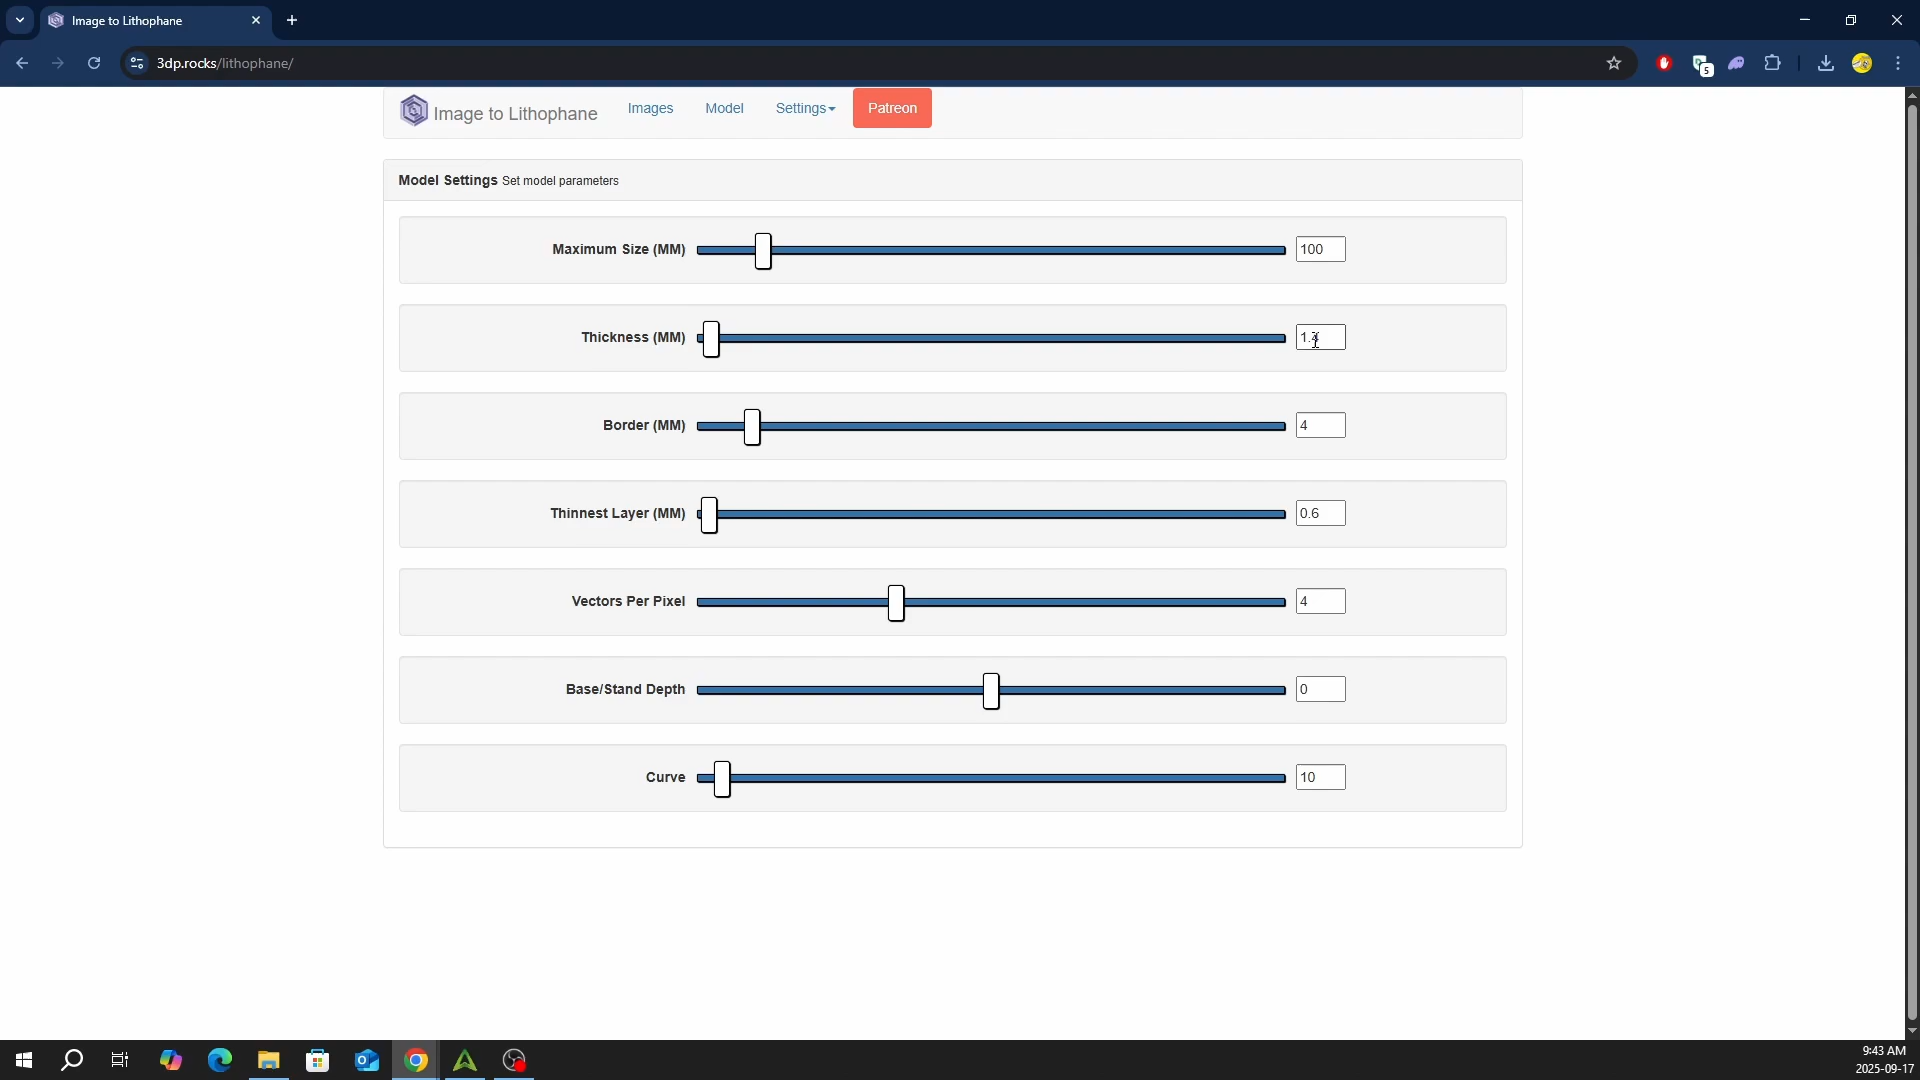 Image to Lithophane
3dp.rocks/lithophane/
5
Image to Lithophane
Images
Model
Settings
Patreon
Model Settings Set model parameters
Maximum Size (MM) 100
Thickness (MM)
Border (MM) 4
Thinnest Layer (MM) 0.6
Vectors Per Pixel 4
Base/Stand Depth 0
Curve 10
9:43 AM
2025-09-17